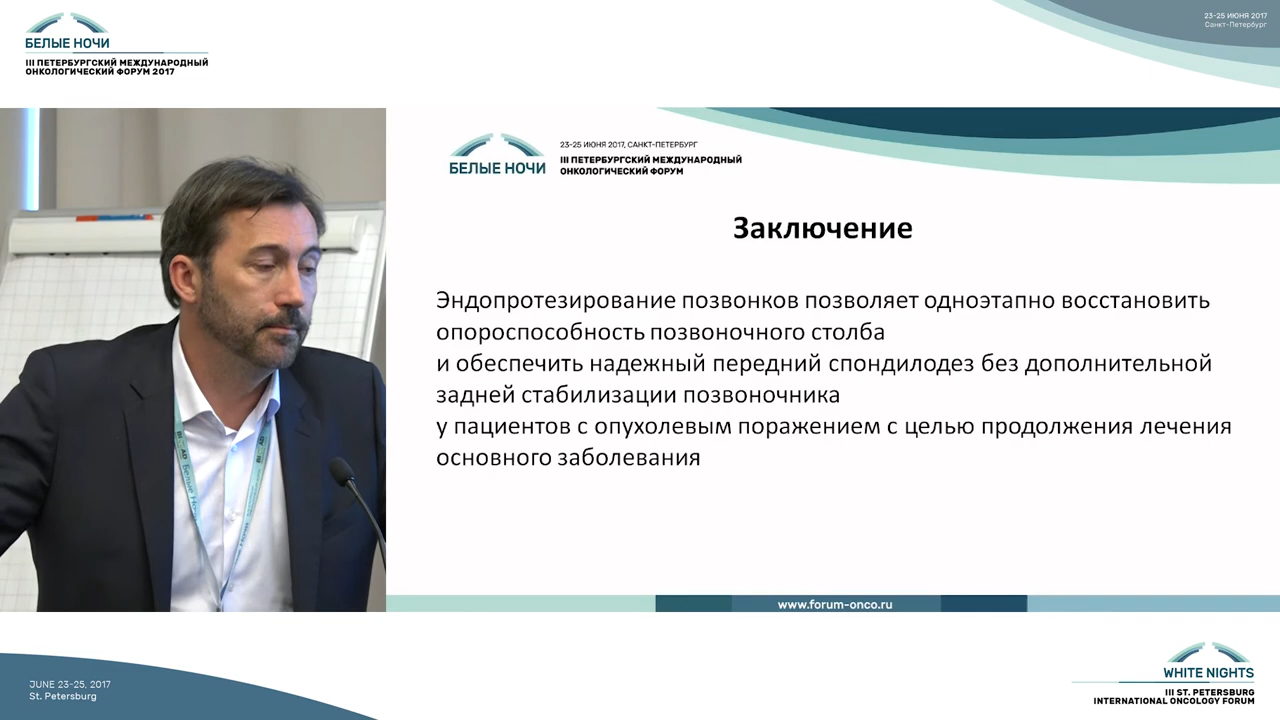 БЕЛЫЕ НОЧИ
III ПЕТЕРБУРГСКИЙ МЕЖДУНАРОДНЫЙ
ОНКОЛОГИЧЕСКИЙ ФОРУМ 2017
23-25 ИЮНЯ 2017
Санкт-Петербург
БЕЛЫЕ НОЧИ
23-25 ИЮНЯ 2017, САНКТ-ПЕТЕРБУРГ
III ПЕТЕРБУРГСКИЙ МЕЖДУНАРОДНЫЙ
ОНКОЛОГИЧЕСКИЙ ФОРУМ
Заключение
Эндопротезирование позвонков позволяет одноэтапно восстановить
опороспособность позвоночного столба
и обеспечить надежный передний спондилодез без дополнительной
задней стабилизации позвоночника
у пациентов с опухолевым поражением с целью продолжения лечения
основного заболевания
www.forum-onco.ru
JUNE 23-25, 2017
St. Petersburg
WHITE NIGHTS
III ST. PETERSBURG
INTERNATIONAL ONCOLOGY FORUM